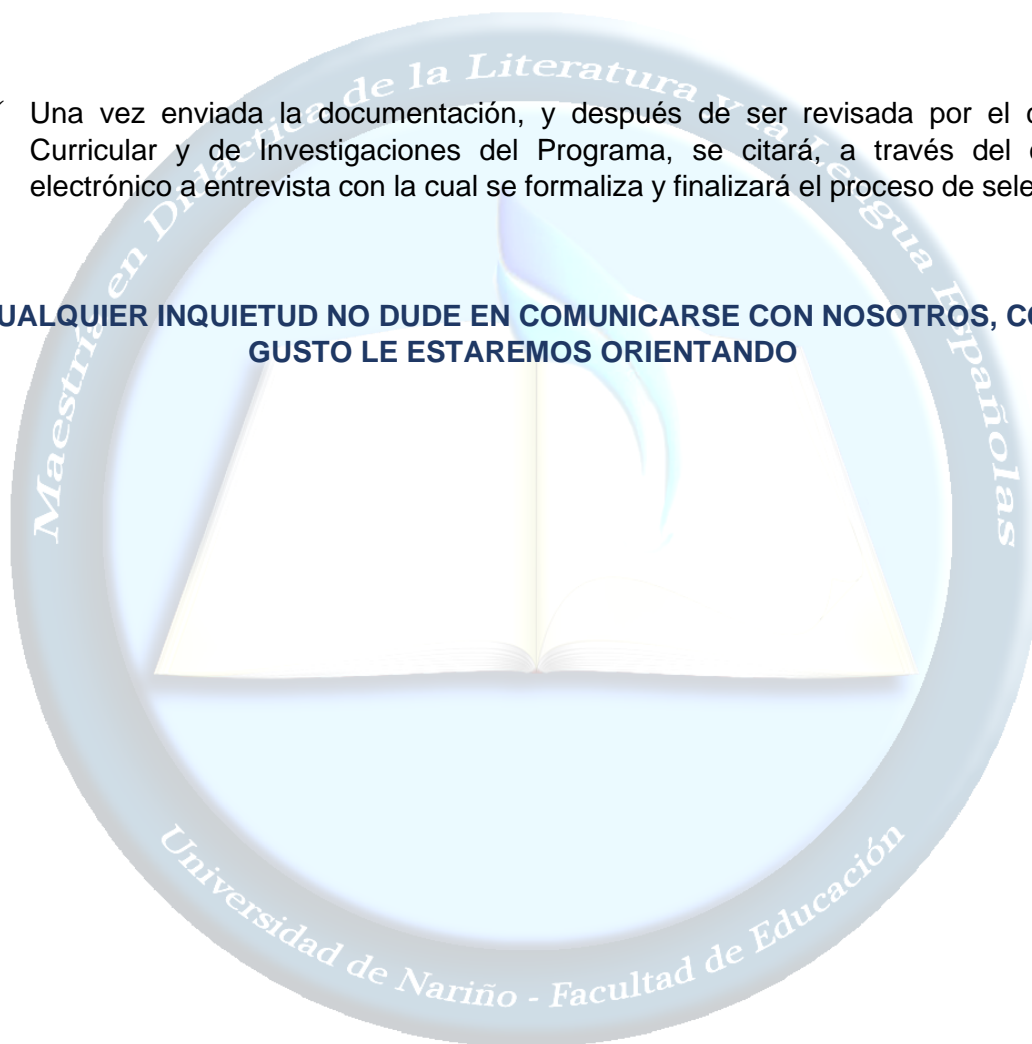 Una vez enviada la documentación, y después de ser revisada por el
Curricular y de Investigaciones del Programa, se citará, a través del
electrónico a entrevista con la cual se formaliza y finalizará el proceso de
UALQUIER INQUIETUD NO DUDE EN COMUNICARSE CON NOSOTROS,
GUSTO LE ESTAREMOS ORIENTANDO
Maestría en Didáctica de la Literatura y la Lengua Españolas
Universidad de Nariño - Facultad de Educación